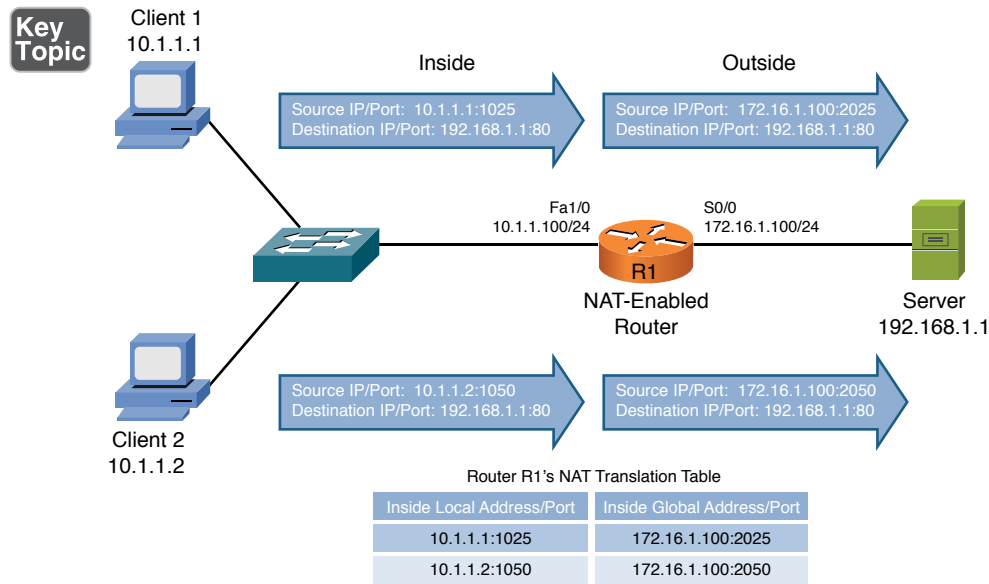 Key
Topic
Client 1
10.1.1.1
Inside
Outside
Source IP/Port: 10.1.1.1:1025
Destination IP/Port: 192.168.1.1:80
Source IP/Port: 172.16.1.100:2025
Destination IP/Port: 192.168.1.1:80
Fa1/0
10.1.1.100/24
S0/0
172.16.1.100/24
R1
NAT-Enabled
Router
Server
192.168.1.1
Source IP/Port: 10.1.1.2:1050
Destination IP/Port: 192.168.1.1:80
Source IP/Port: 172.16.1.100:2050
Destination IP/Port: 192.168.1.1:80
Client 2
10.1.1.2
Router R1's NAT Translation Table
Inside Local Address/Port Inside Global Address/Port
10.1.1.1:1025 172.16.1.100:2025
10.1.1.2:1050 172.16.1.100:2050